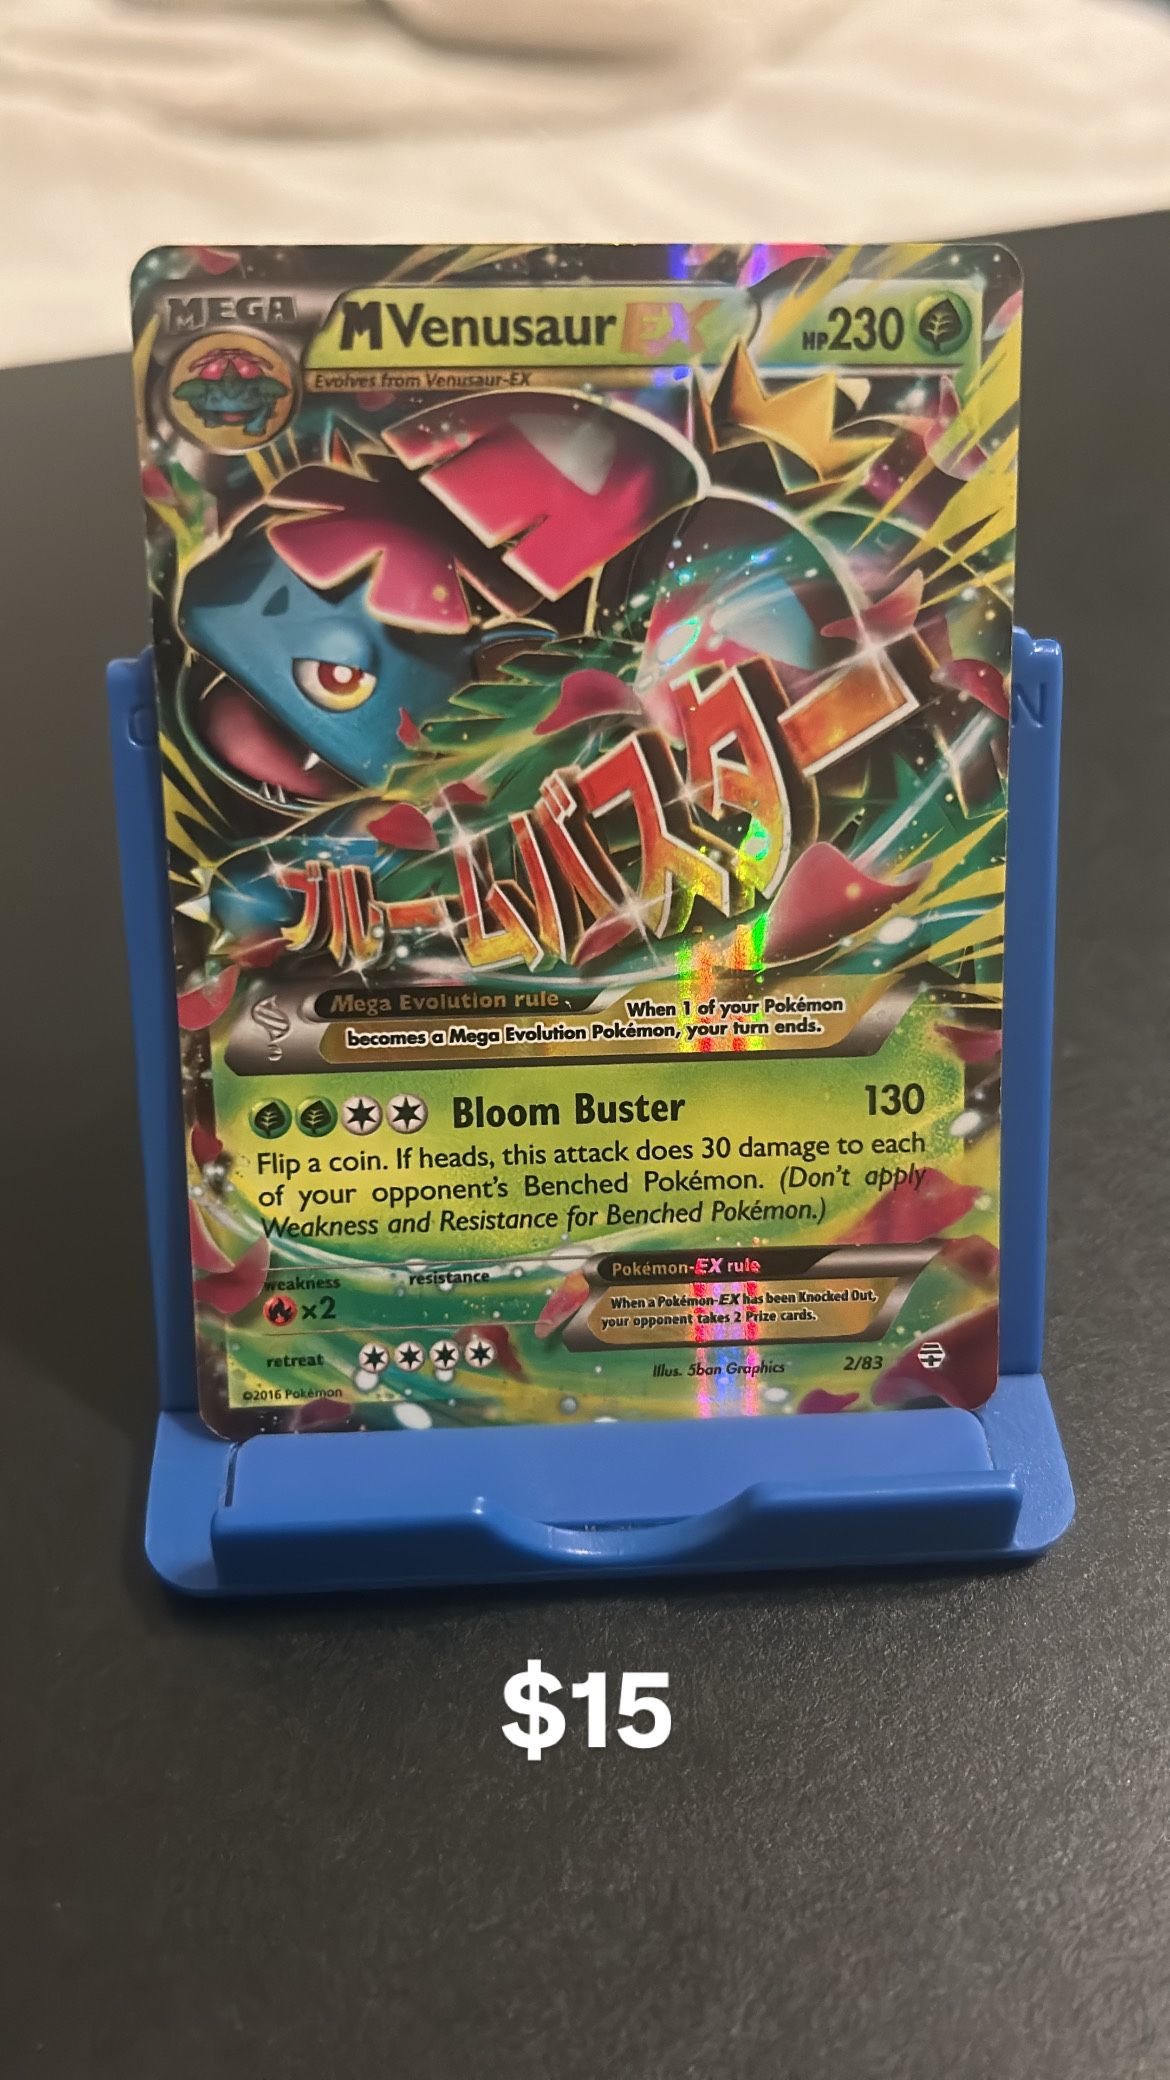 MEGA
M Venusaur EX
HP230
Evolves from Venusaur-EX
ブルームバスター
Mega Evolution rule
When 1 of your Pokémon
becomes a Mega Evolution Pokémon, your turn ends.
Bloom Buster 130
Flip a coin. If heads, this attack does 30 damage to each
of your opponent's Benched Pokémon. (Don't apply
Weakness and Resistance for Benched Pokémon.)
weakness
×2
resistance
retreat
Pokémon-EX rule
When a Pokémon-EX has been Knocked Out,
your opponent takes 2 Prize cards.
Illus. 5ban Graphics
2/83
©2016 Pokémon
N
$15